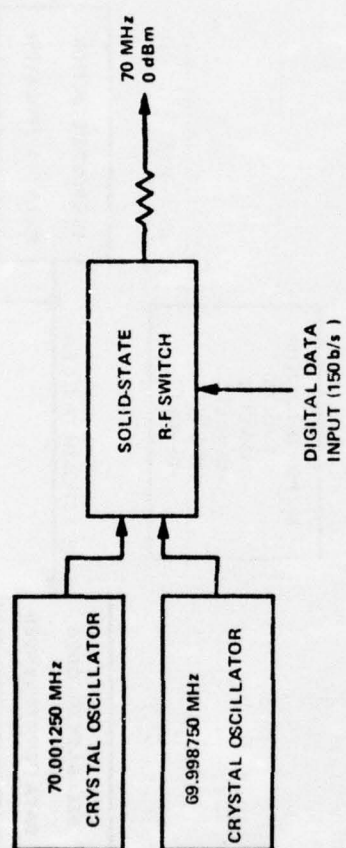 70.001250 MHz
CRYSTAL OSCILLATOR
69.998750 MHz
CRYSTAL OSCILLATOR
SOLID-STATE
R-F SWITCH
DIGITAL DATA
INPUT (150b/s)
70 MHz
0 dBm